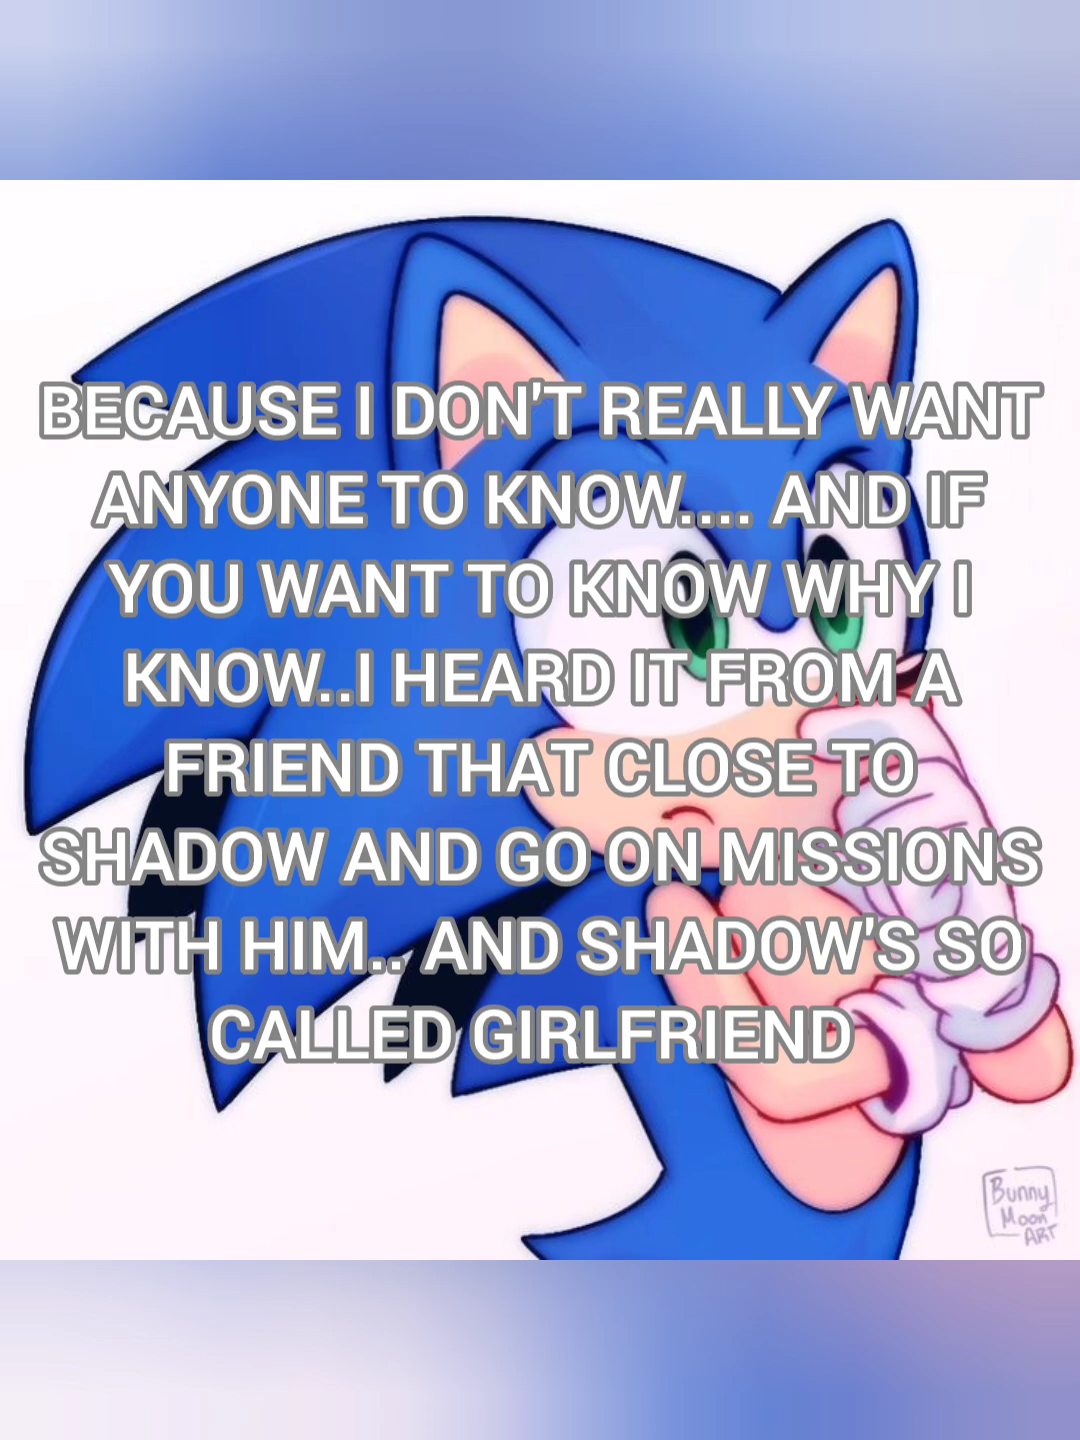 BECAUSE I DON'T REALLY WANT
ANYONE TO KNOW.... AND IF
YOU WANT TO KNOW WHY I
KNOW..I HEARD IT FROM A
FRIEND THAT CLOSE TO
SHADOW AND GO ON MISSIONS
WITH HIM.. AND SHADOW'S SO
CALLED GIRLFRIEND
Bunny
Moon
ART